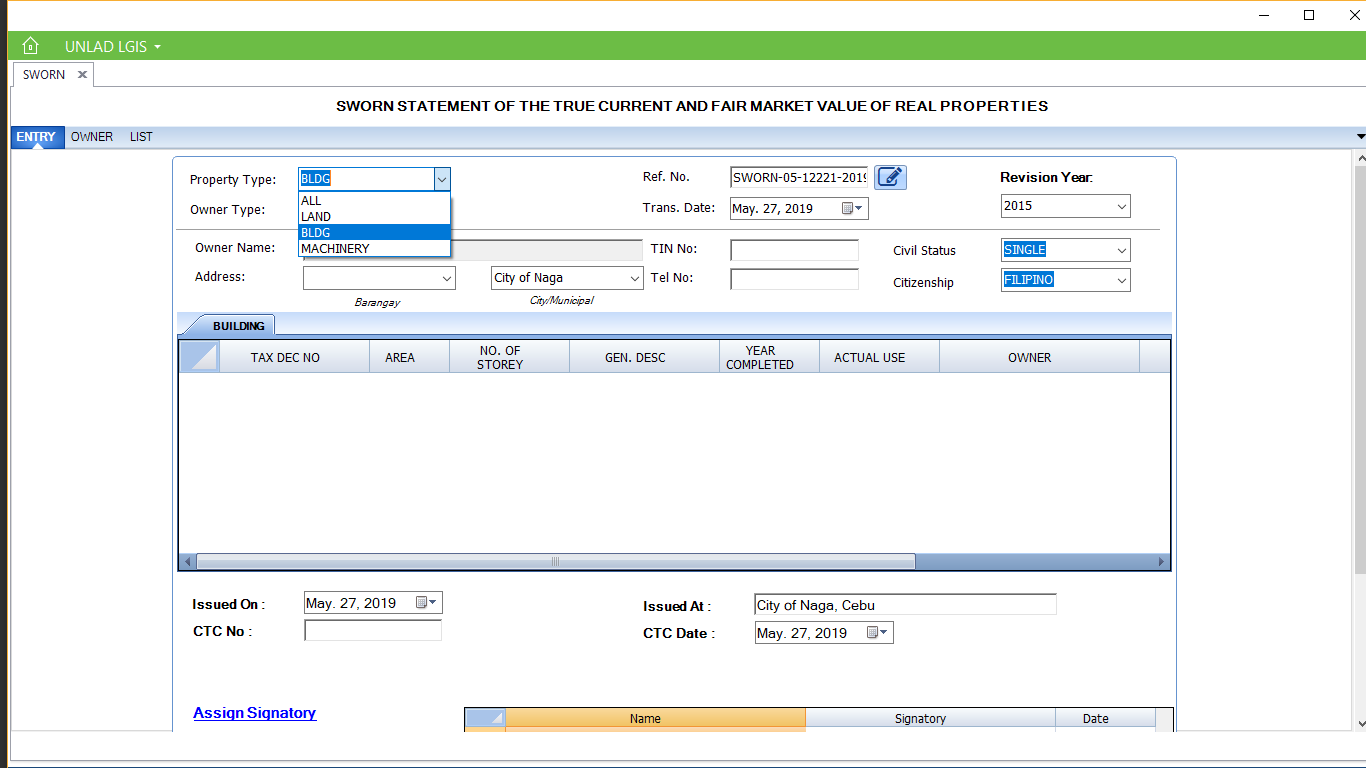 UNLAD LGIS
SWORN
SWORN STATEMENT OF THE TRUE CURRENT AND FAIR MARKET VALUE OF REAL PROPERTIES
ENTRY OWNER LIST
Property Type: BLDG Ref. No. SWORN-05-12221-2019 Revision Year:
ALL
LAND
BLDG
MACHINERY
Owner Type: Trans. Date: May. 27, 2019 2015
Owner Name: TIN No: Civil Status SINGLE
Address: City of Naga Tel No: Citizenship FILIPINO
Barangay City/Municipal
BUILDING
TAX DEC NO AREA NO. OF STOREY GEN. DESC YEAR COMPLETED ACTUAL USE OWNER
Issued On : May. 27, 2019 Issued At : City of Naga, Cebu
CTC No : CTC Date : May. 27, 2019
Assign Signatory
Name Signatory Date